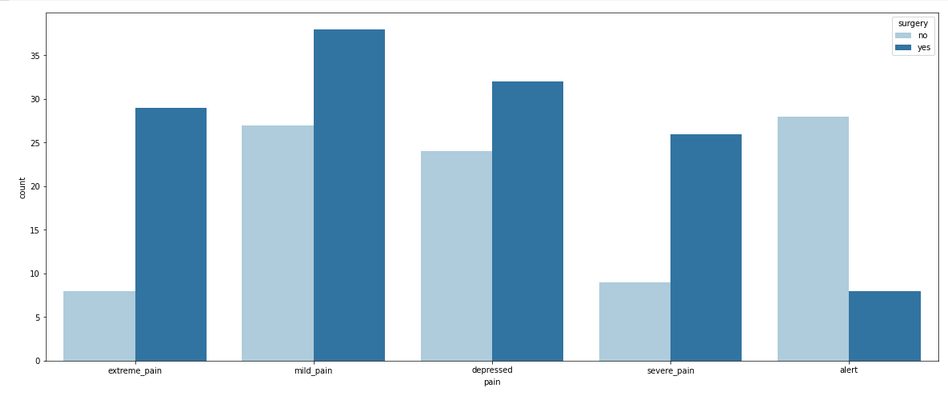 surgery
no
yes
35
30
25
20
15
10
5
0
count
extreme_pain mild_pain depressed severe_pain alert
pain